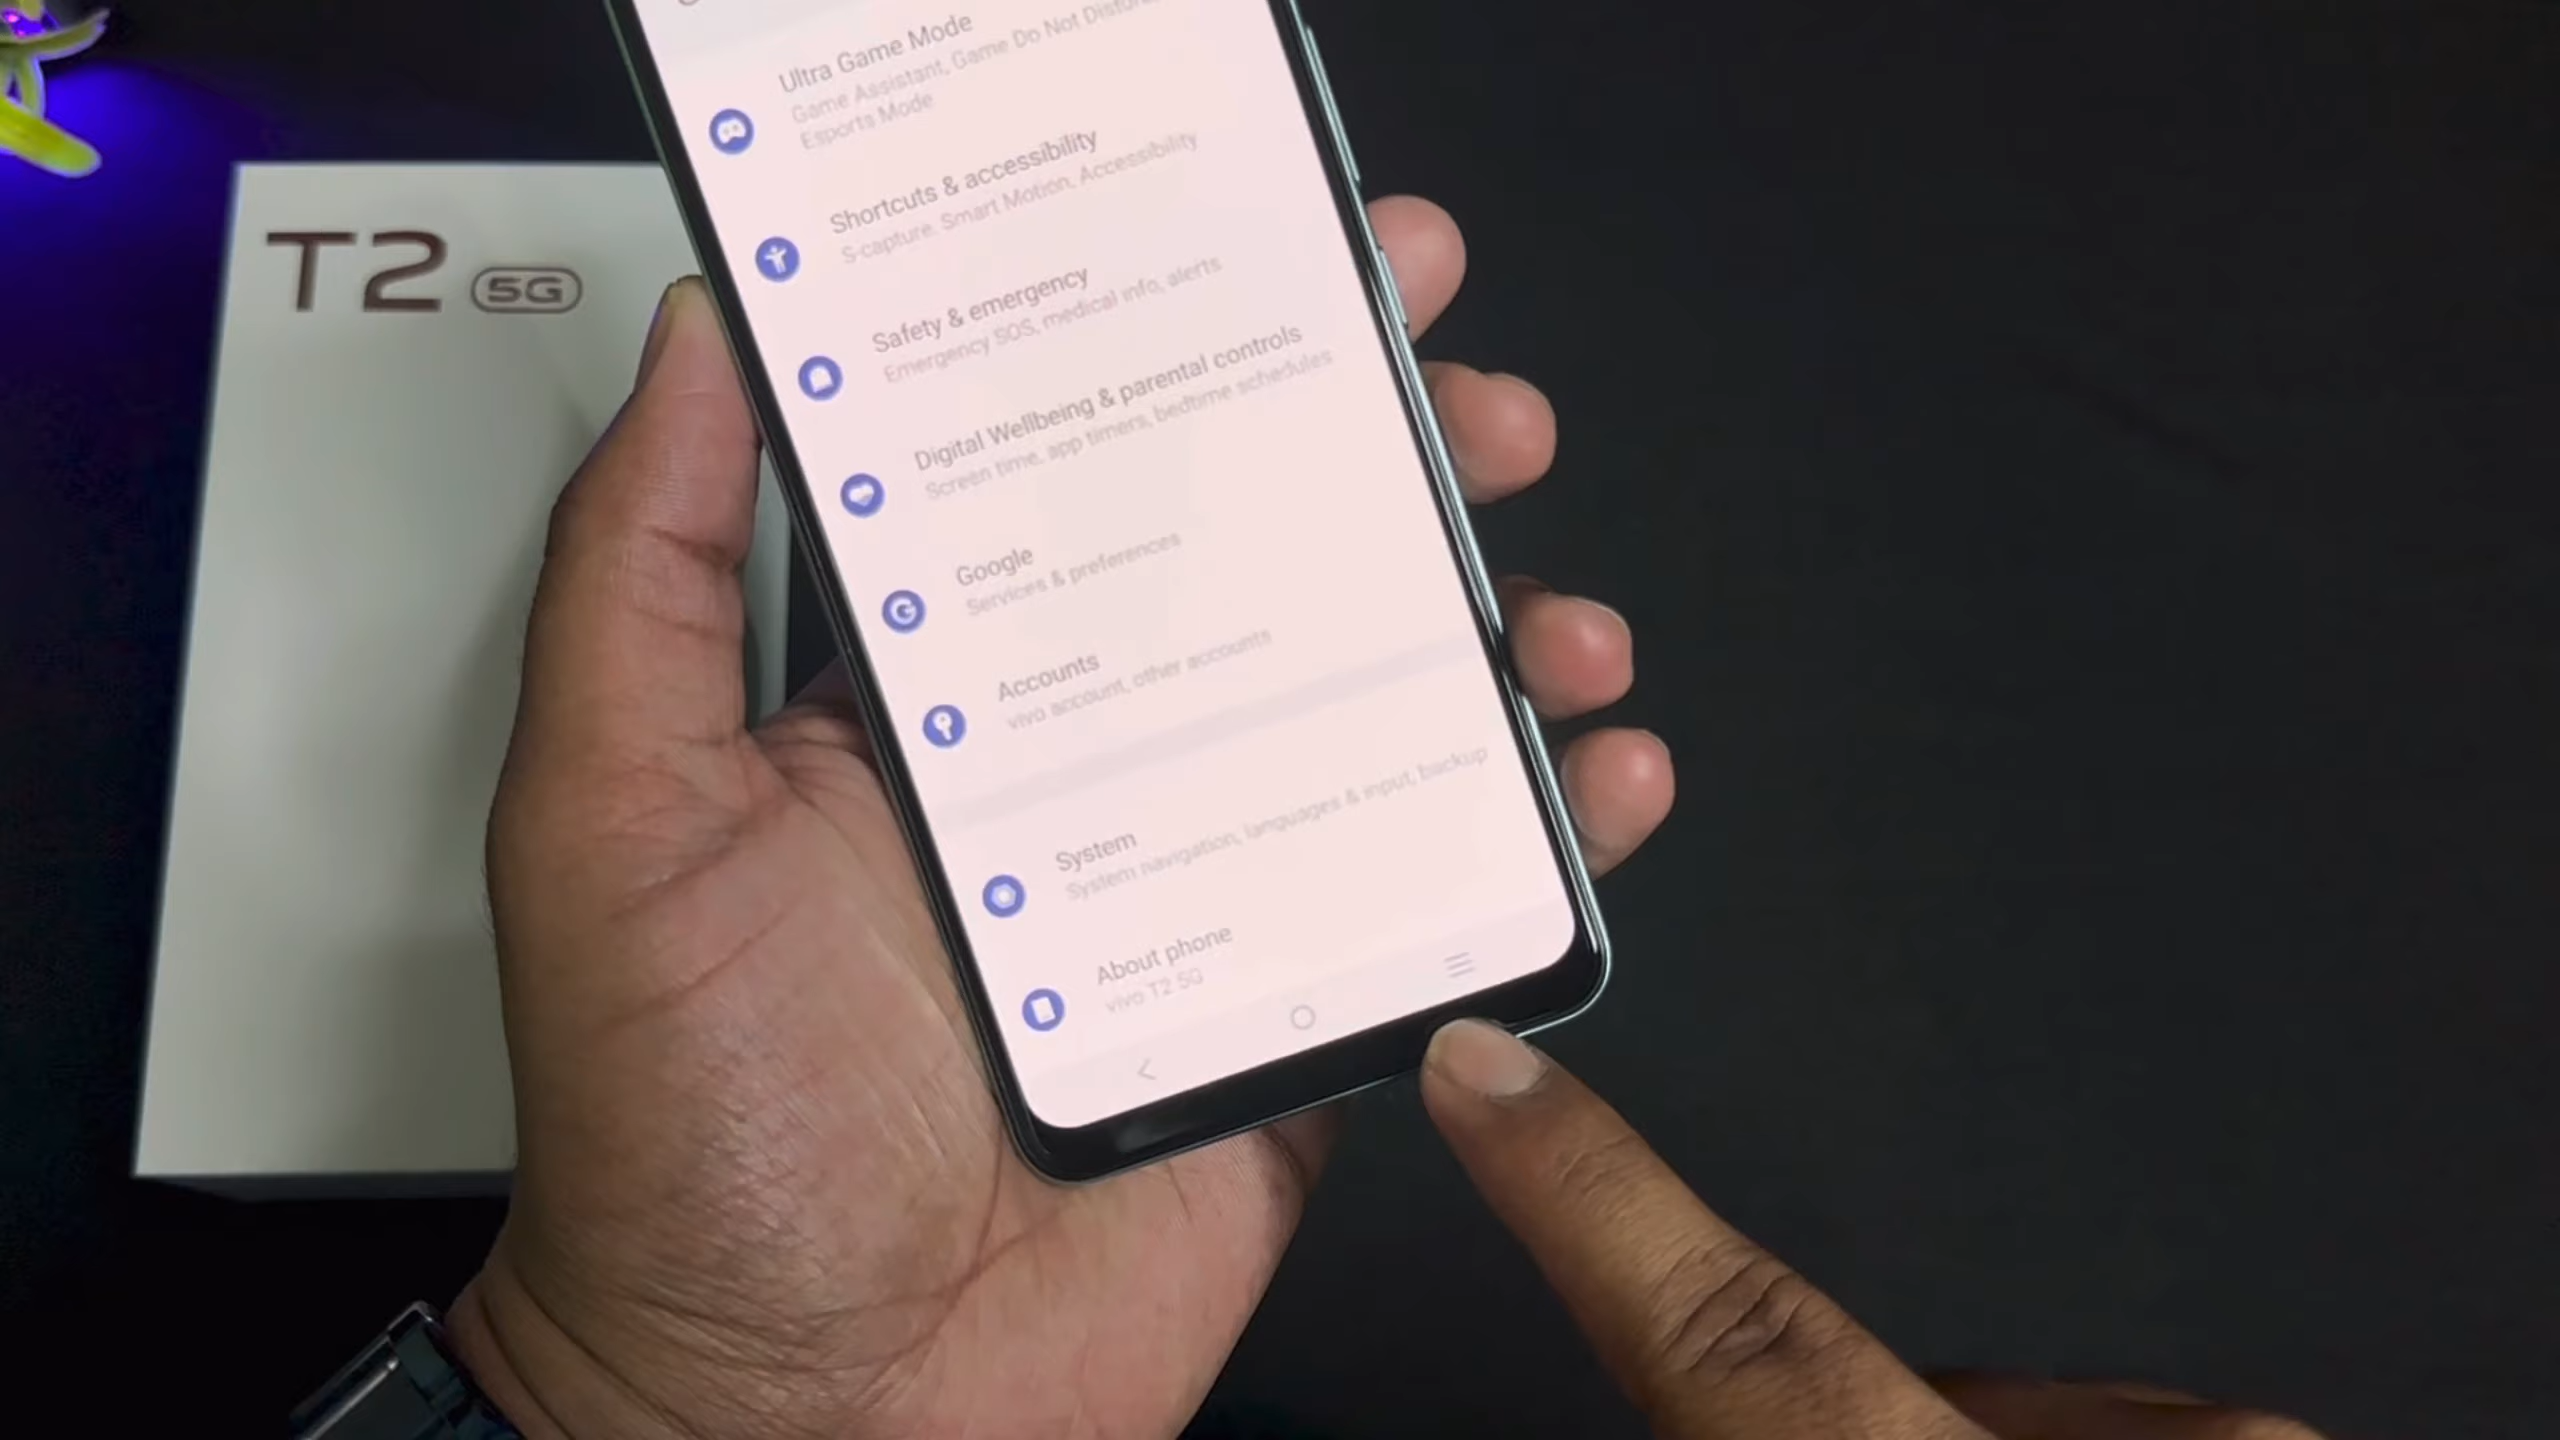 T2 5G
Ultra Game Mode
Game Assistant, Game Do Not
Esports Mode
Shortcuts & accessibility
S-capture, Smart Motion, Accessibility
Safety & emergency
Emergency SOS, medical info, alerts
Digital Wellbeing & parental controls
Screen time, app timers, bedtime schedules
Google
Services & preferences
Accounts
vivo account, other accounts
System
System navigation, languages & input, backup
About phone
vivo T2 5G